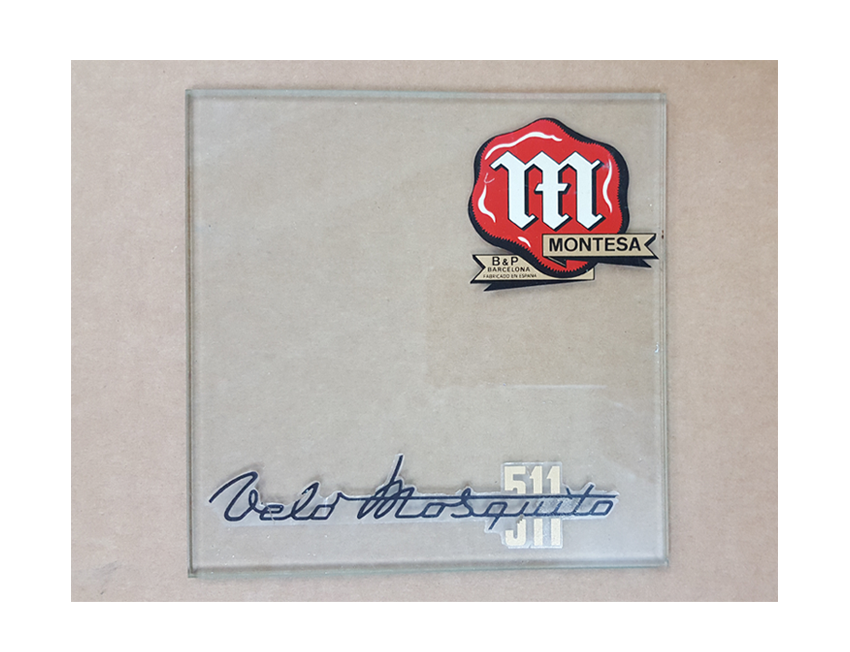 M
MONTESA
B & P
BARCELONA
FABRICADO EN ESPAÑA
511
Velo Mosquito